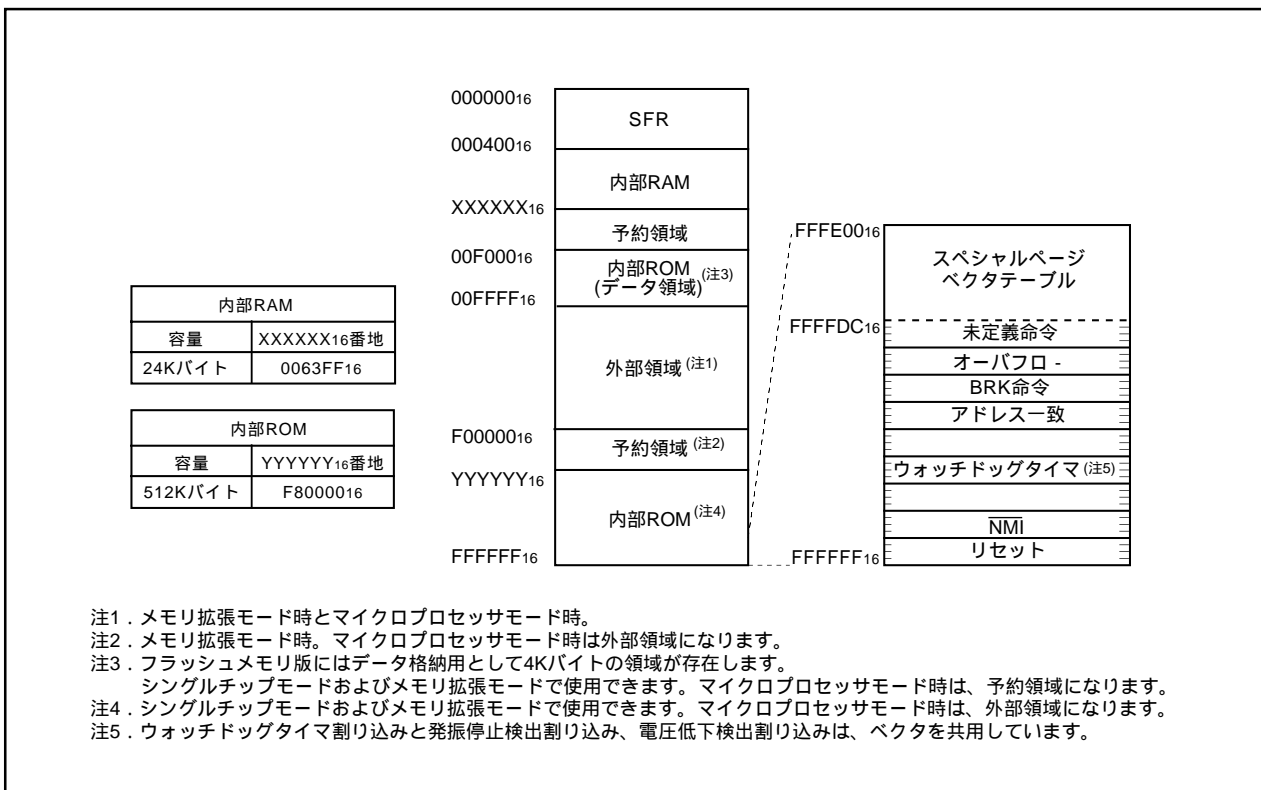 00000016
SFR
00040016
内部RAM
XXXXXX16
予約領域
00F00016
内部ROM (注3)
(データ領域)
00FFFF16
外部領域 (注1)
F0000016
予約領域 (注2)
YYYYYY16
内部ROM (注4)
FFFFFF16
内部RAM
容量 XXXXXX16番地
24Kバイト 0063FF16
内部ROM
容量 YYYYYY16番地
512Kバイト F8000016
FFFE0016
スペシャルページ
ベクタテーブル
FFFFDC16
未定義命令
オーバフロ -
BRK命令
アドレス一致
ウォッチドッグタイマ (注5)
NMI
リセット
FFFFFF16
注1．メモリ拡張モード時とマイクロプロセッサモード時。
注2．メモリ拡張モード時。マイクロプロセッサモード時は外部領域になります。
注3．フラッシュメモリ版にはデータ格納用として4Kバイトの領域が存在します。
シングルチップモードおよびメモリ拡張モードで使用できます。マイクロプロセッサモード時は、予約領域になります。
注4．シングルチップモードおよびメモリ拡張モードで使用できます。マイクロプロセッサモード時は、外部領域になります。
注5．ウォッチドッグタイマ割り込みと発振停止検出割り込み、電圧低下検出割り込みは、ベクタを共用しています。